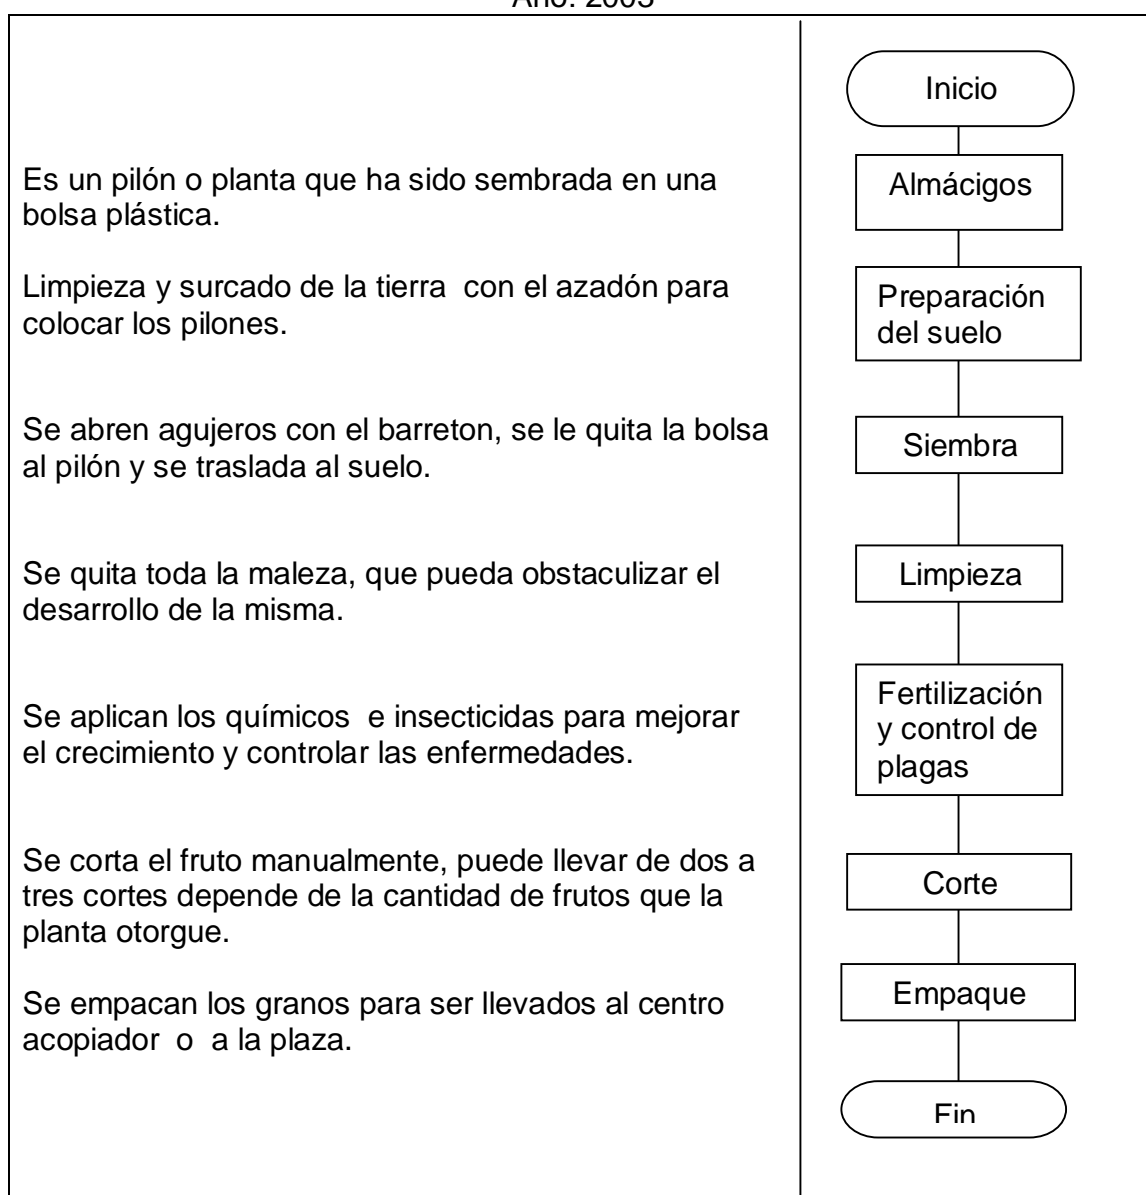 Año: 2003
Inicio
Es un pilón o planta que ha sido sembrada en una
bolsa plástica.
Almácigos
Limpieza y surcado de la tierra con el azadón para
colocar los pilones.
Preparación
del suelo
Se abren agujeros con el barreton, se le quita la bolsa
al pilón y se traslada al suelo.
Siembra
Se quita toda la maleza, que pueda obstaculizar el
desarrollo de la misma.
Limpieza
Se aplican los químicos e insecticidas para mejorar
el crecimiento y controlar las enfermedades.
Fertilización
y control de
plagas
Se corta el fruto manualmente, puede llevar de dos a
tres cortes depende de la cantidad de frutos que la
planta otorgue.
Corte
Se empacan los granos para ser llevados al centro
acopiador o a la plaza.
Empaque
Fin